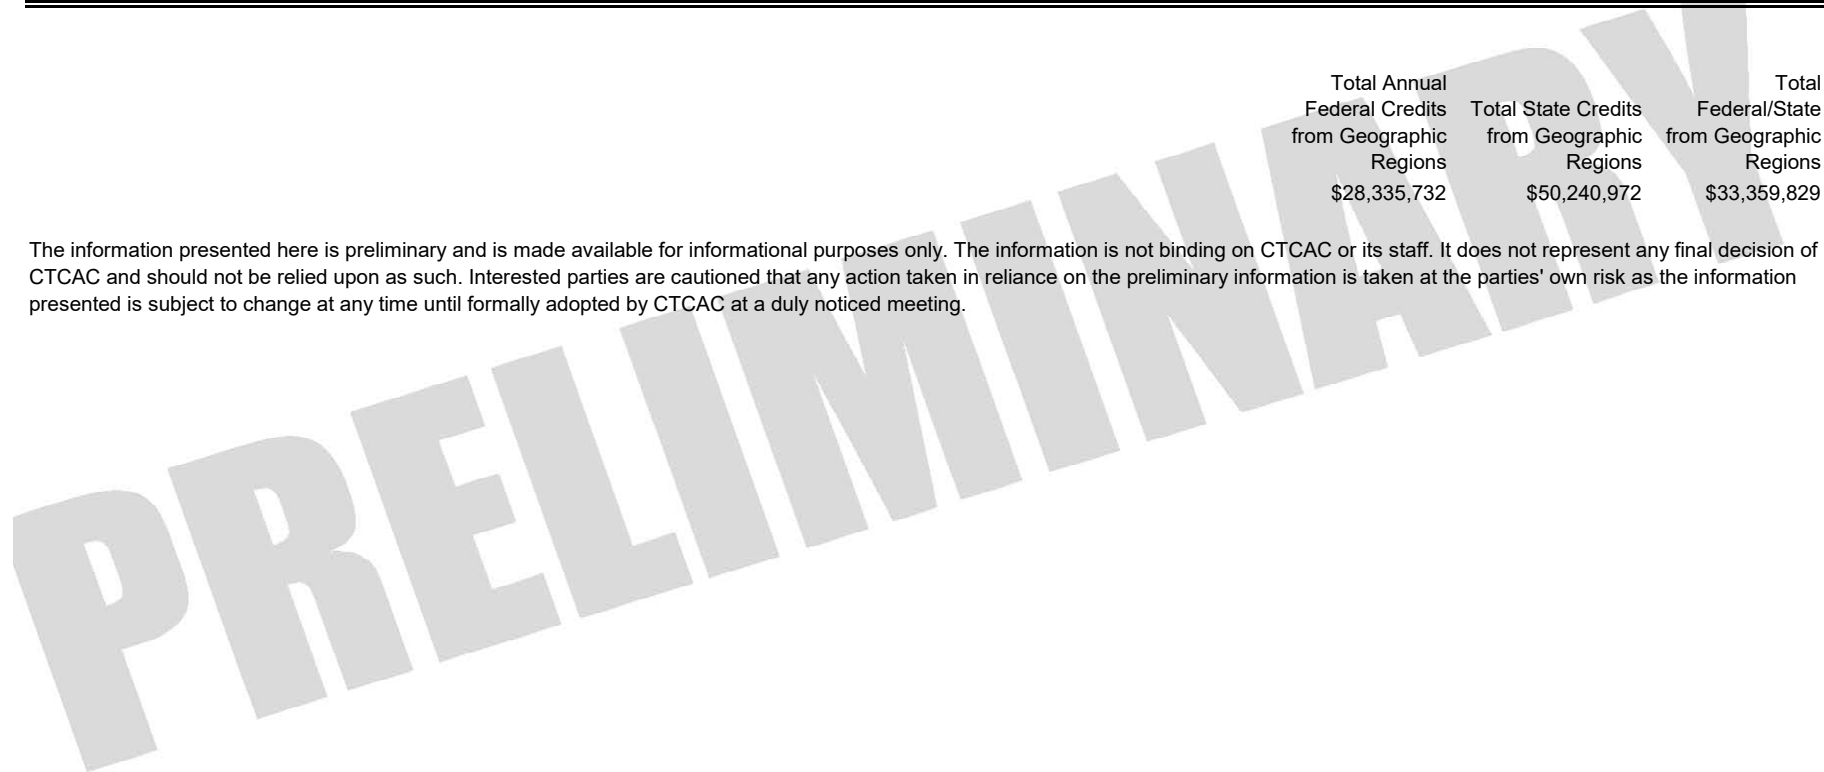 Total Annual Total
Federal Credits Total State Credits Federal/State
from Geographic from Geographic from Geographic
Regions Regions Regions
$28,335,732 $50,240,972 $33,359,829
The information presented here is preliminary and is made available for informational purposes only. The information is not binding on CTCAC or its staff. It does not represent any final decision of
CTCAC and should not be relied upon as such. Interested parties are cautioned that any action taken in reliance on the preliminary information is taken at the parties' own risk as the information
presented is subject to change at any time until formally adopted by CTCAC at a duly noticed meeting.
PRELIMINARY